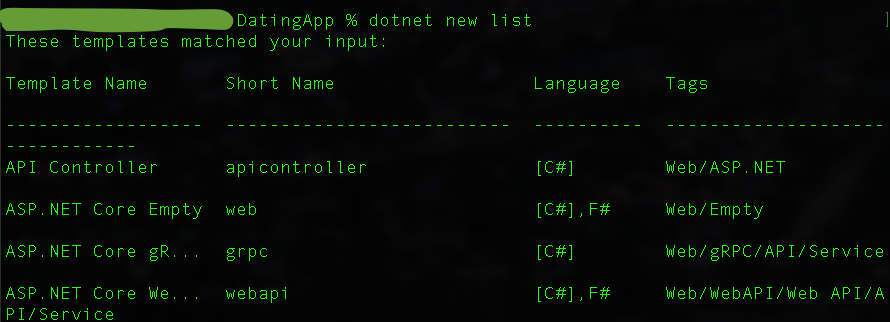 DatingApp % dotnet new list ]
These templates matched your input:
Template Name Short Name Language Tags
------------------ -------------------------- ---------- --------------------
------------
API Controller apicontroller [C#] Web/ASP.NET
ASP.NET Core Empty web [C#],F# Web/Empty
ASP.NET Core gR... grpc [C#] Web/gRPC/API/Service
ASP.NET Core We... webapi [C#],F# Web/WebAPI/Web API/A
PI/Service